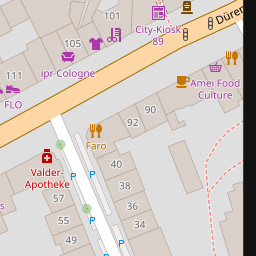 101
City-Kiosk
89
Düren
105
ipr Cologne
111
FLO
Amei Food
Culture
90
92
Faro
40
Valder-
Apotheke
P
P
38
57
36
P
55
34
49
P
P
s